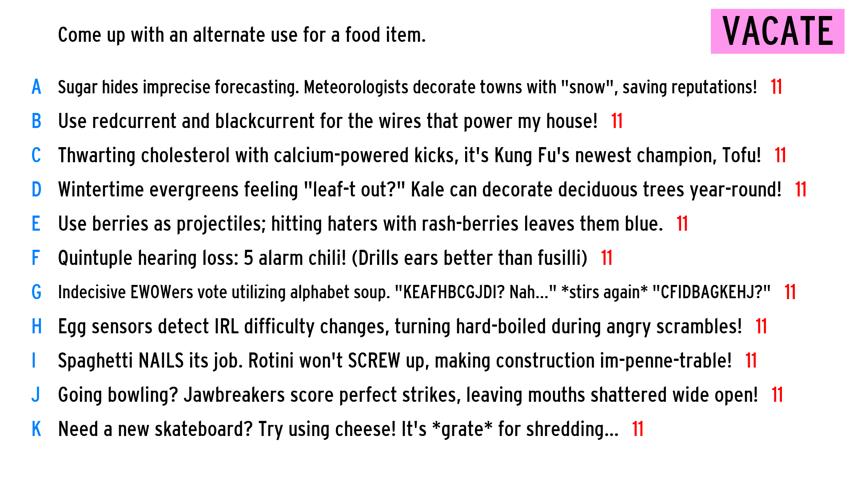 Come up with an alternate use for a food item.
VACATE
A Sugar hides imprecise forecasting. Meteorologists decorate towns with "snow", saving reputations! 11
B Use redcurrent and blackcurrent for the wires that power my house! 11
C Thwarting cholesterol with calcium-powered kicks, it's Kung Fu's newest champion, Tofu! 11
D Wintertime evergreens feeling "leaf-t out?" Kale can decorate deciduous trees year-round! 11
E Use berries as projectiles; hitting haters with rash-berries leaves them blue. 11
F Quintuple hearing loss: 5 alarm chili! (Drills ears better than fusilli) 11
G Indecisive EWOWers vote utilizing alphabet soup. "KEAFHBCGJDI? Nah..." *stirs again* "CFIDBAGKEHJ?" 11
H Egg sensors detect IRL difficulty changes, turning hard-boiled during angry scrambles! 11
I Spaghetti NAILS its job. Rotini won't SCREW up, making construction im-penne-trable! 11
J Going bowling? Jawbreakers score perfect strikes, leaving mouths shattered wide open! 11
K Need a new skateboard? Try using cheese! It's *grate* for shredding... 11